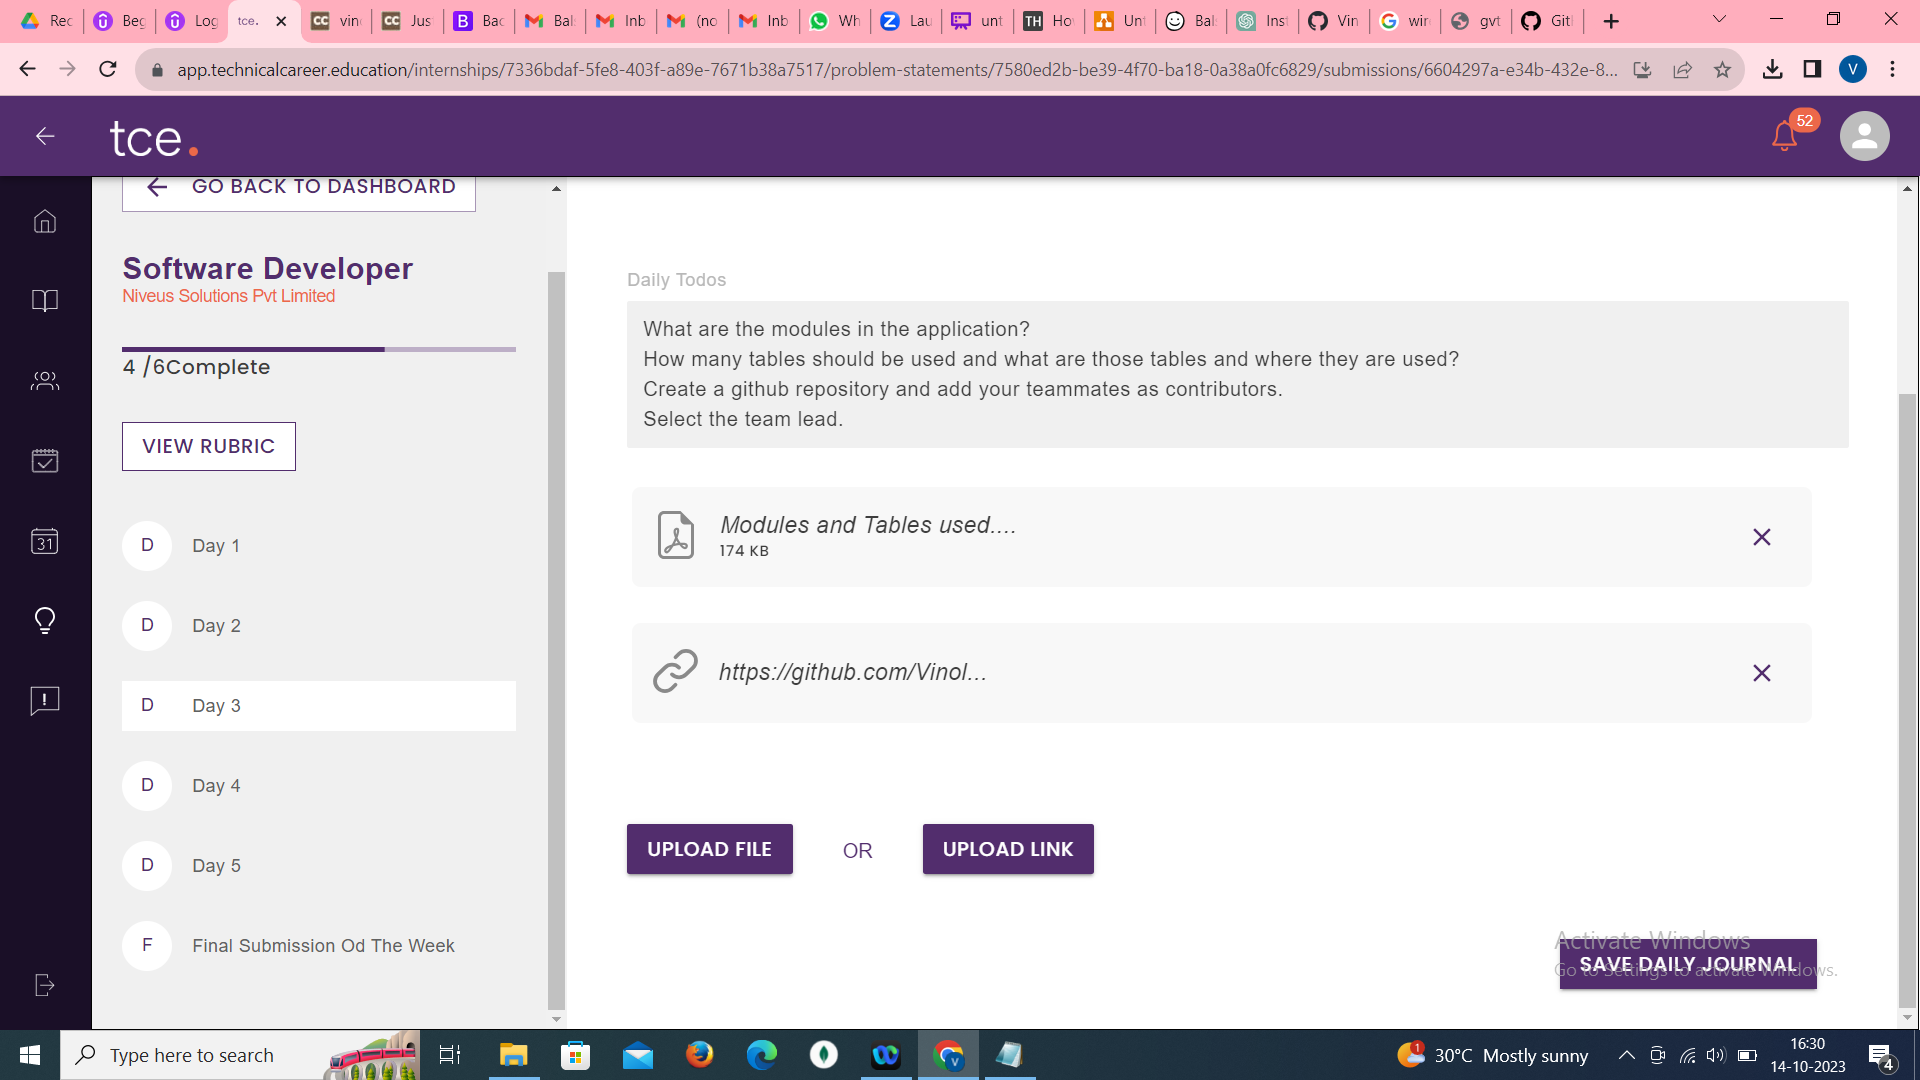 Rec
Beg
Log
tce.
vin
Jus
Bac
Bal
Inb
(no
Inb
Wh
Lau
unt
Ho
Unt
Bal
Inst
Vin
wir
gvt
Git
app.technicalcareer.education/internships/7336bdaf-5fe8-403f-a89e-7671b38a7517/problem-statements/7580ed2b-be39-4f70-ba18-0a38a0fc6829/submissions/6604297a-e34b-432e-8...
V
tce.
52
GO BACK TO DASHBOARD
Software Developer
Niveus Solutions Pvt Limited
4 /6Complete
VIEW RUBRIC
D Day 1
D Day 2
D Day 3
D Day 4
D Day 5
F Final Submission Od The Week
31
Daily Todos
What are the modules in the application?
How many tables should be used and what are those tables and where they are used?
Create a github repository and add your teammates as contributors.
Select the team lead.
Modules and Tables used....
174 KB
https://github.com/Vinol...
UPLOAD FILE OR UPLOAD LINK
SAVE DAILY JOURNAL
Activate Windows
Go to Settings to activate Windows.
Type here to search
1
30°C Mostly sunny
16:30
14-10-2023
4